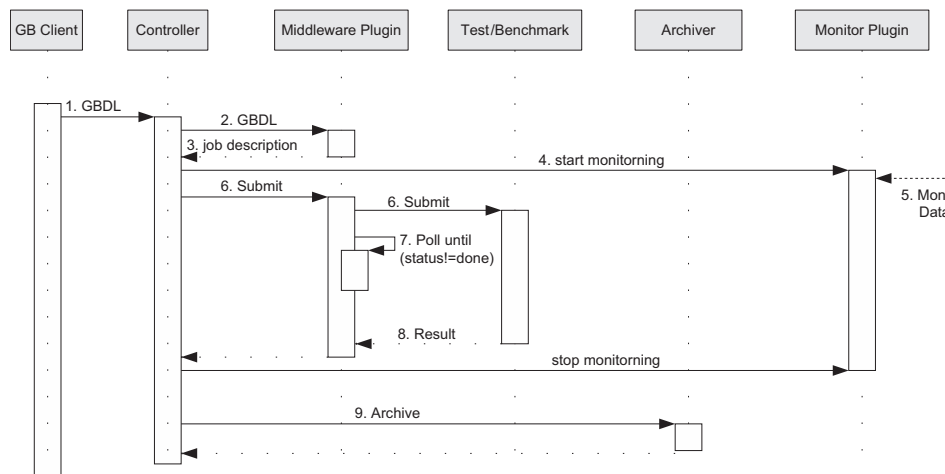 GB Client
Controller
Middleware Plugin
Test/Benchmark
Archiver
Monitor Plugin
1. GBDL
2. GBDL
3. job description
4. start monitorning
5. Mon
Data
6. Submit
6. Submit
7. Poll until
(status!=done)
8. Result
stop monitorning
9. Archive